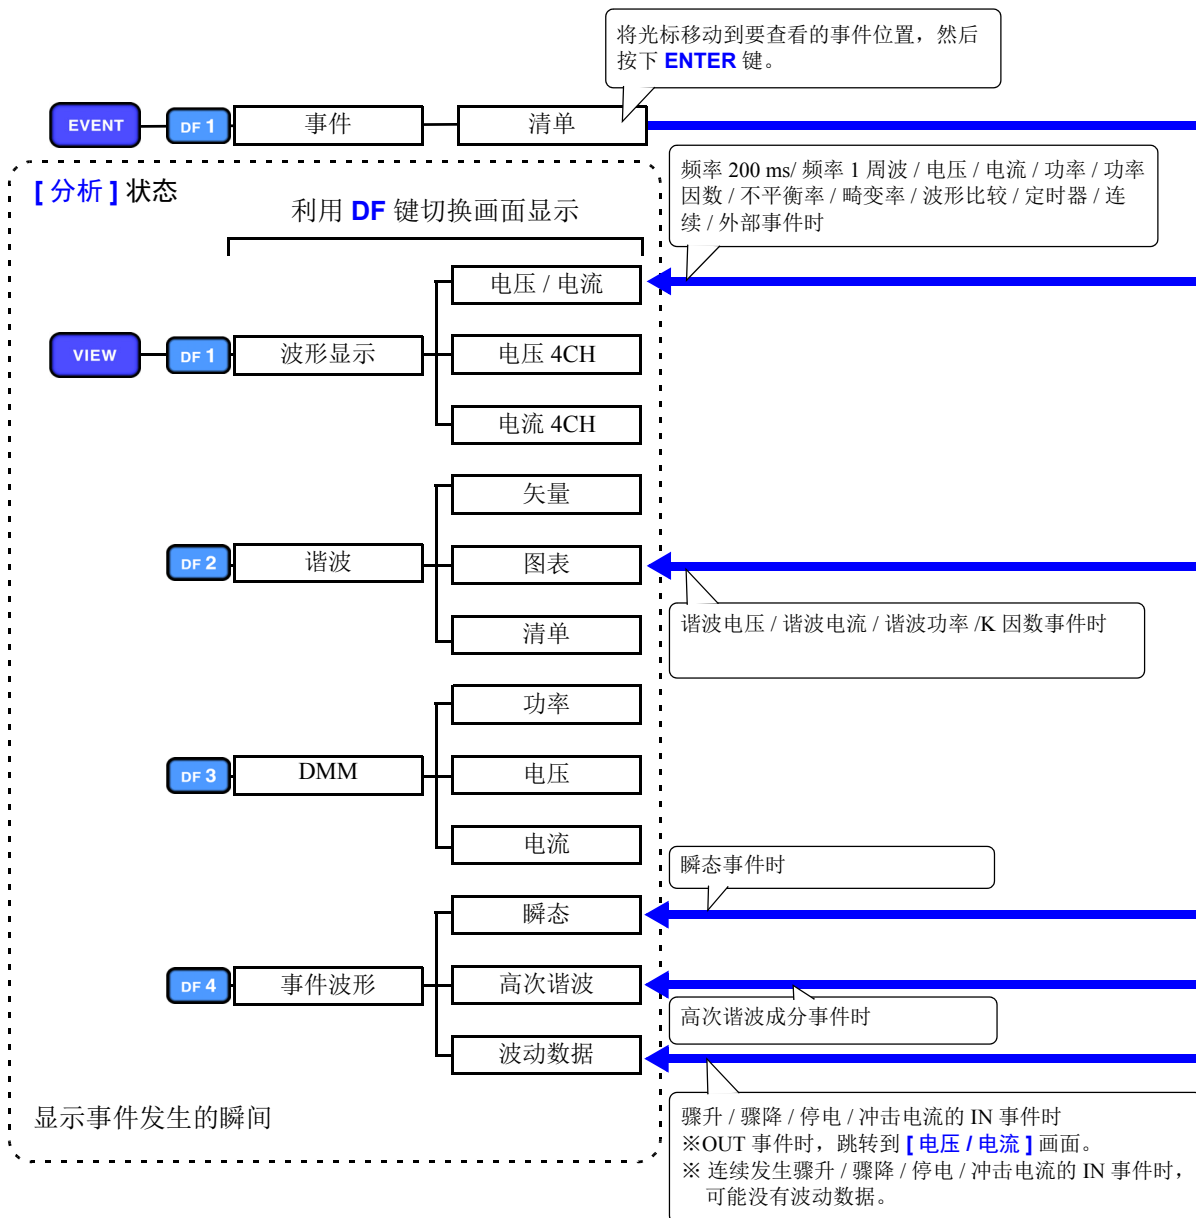 将光标移动到要查看的事件位置，然后
按下 ENTER 键。
EVENT
DF 1
事件
清单
频率 200 ms/ 频率 1 周波 / 电压 / 电流 / 功率 / 功率
因数 / 不平衡率 / 畸变率 / 波形比较 / 定时器 / 连
续 / 外部事件时
[ 分析 ] 状态
利用 DF 键切换画面显示
电压 / 电流
VIEW
DF 1
波形显示
电压 4CH
电流 4CH
矢量
DF 2
谐波
图表
清单
谐波电压 / 谐波电流 / 谐波功率 /K 因数事件时
功率
DF 3
DMM
电压
电流
瞬态事件时
瞬态
DF 4
事件波形
高次谐波
高次谐波成分事件时
波动数据
显示事件发生的瞬间
骤升 / 骤降 / 停电 / 冲击电流的 IN 事件时
※OUT 事件时，跳转到 [ 电压 / 电流 ] 画面。
※ 连续发生骤升 / 骤降 / 停电 / 冲击电流的 IN 事件时，
可能没有波动数据。